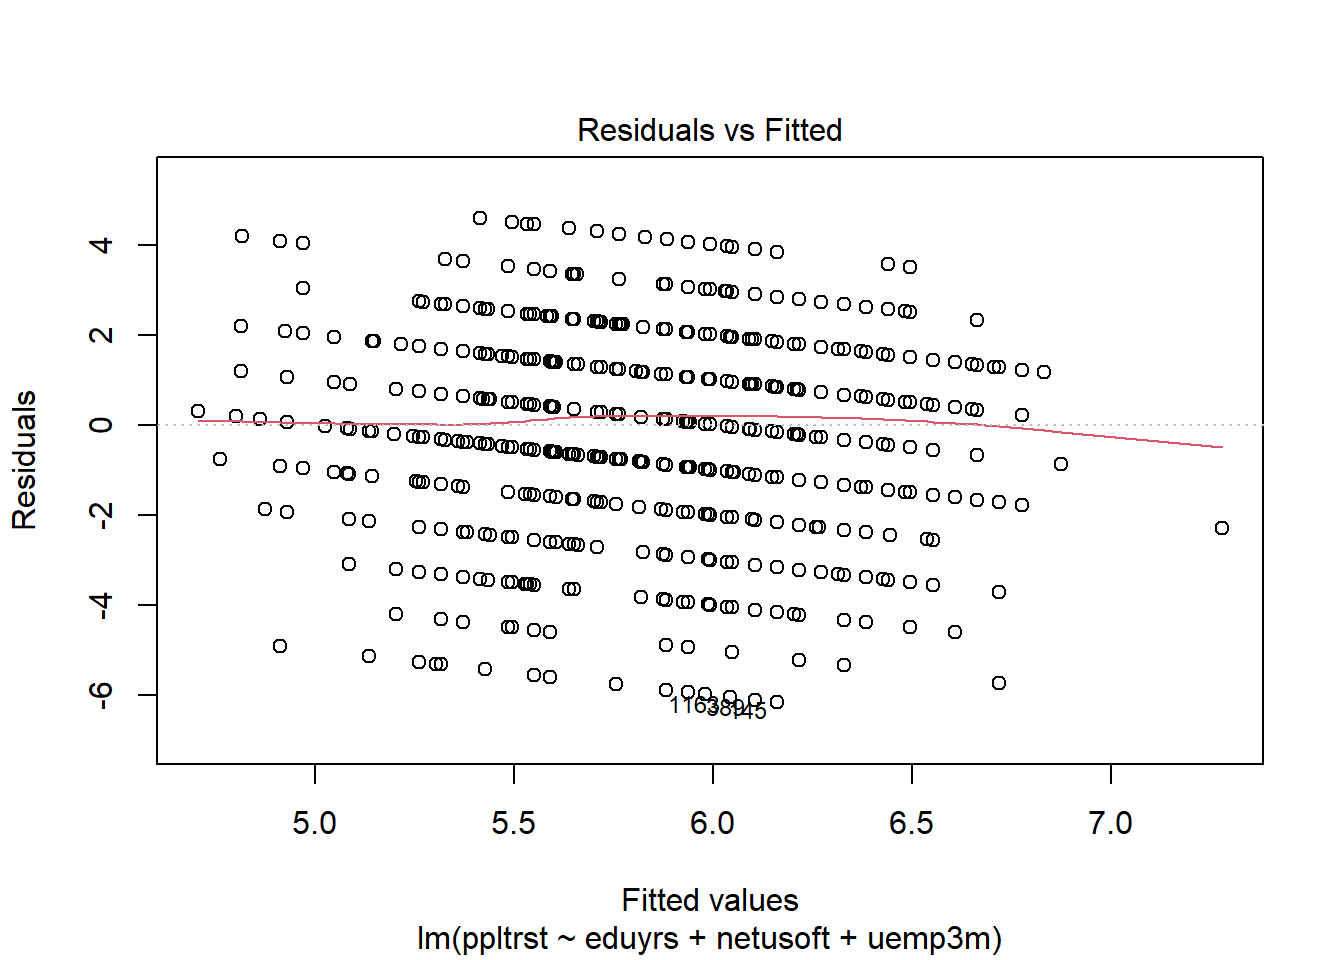 Residuals vs Fitted
Residuals
4
2
0
-2
-4
-6
5.0 5.5 6.0 6.5 7.0
Fitted values
lm(ppltrst ~ eduyrs + netusoft + uemp3m)